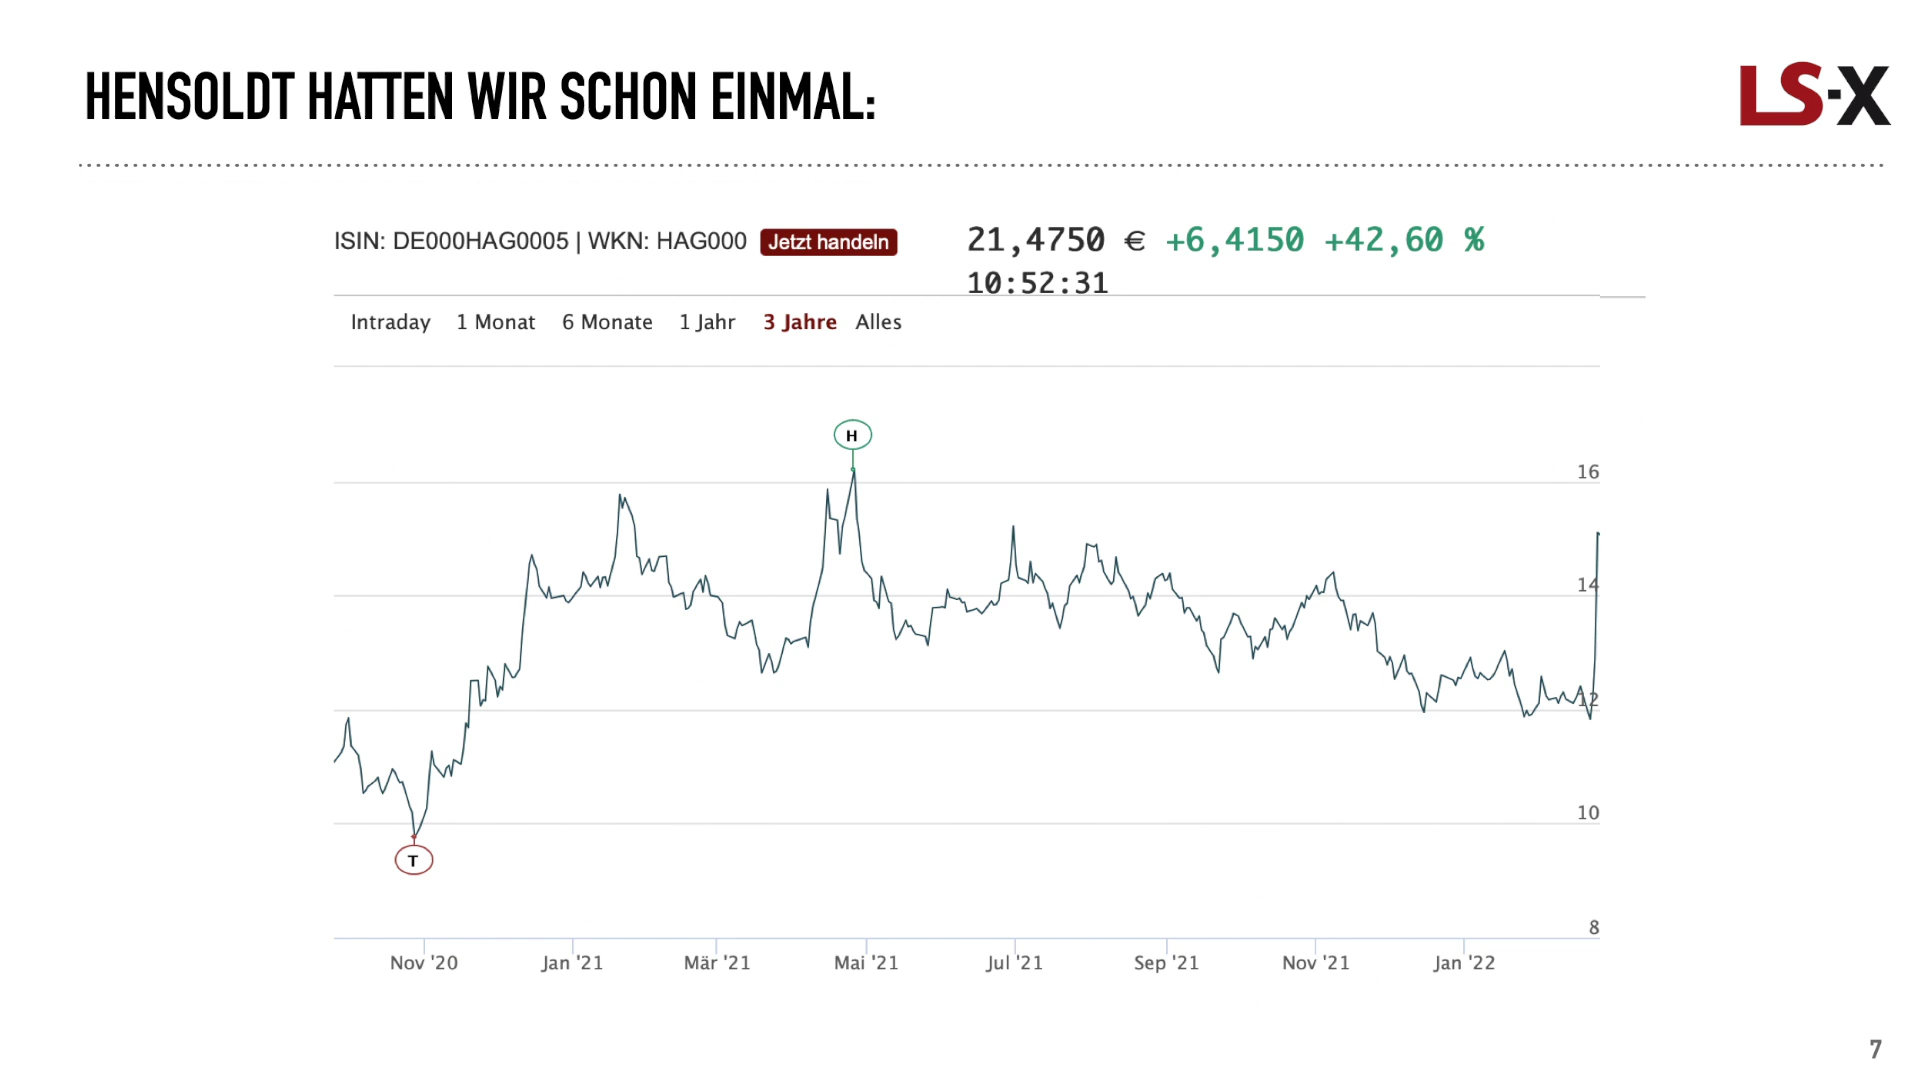 HENSOLDT HATTEN WIR SCHON EINMAL:
LS-X
ISIN: DE000HAG0005 | WKN: HAG000 Jetzt handeln
21,4750 € +6,4150 +42,60 %
10:52:31
Intraday 1 Monat 6 Monate 1 Jahr 3 Jahre Alles
H
16
14
12
10
T
8
Nov '20 Jan '21 Mär '21 Mai '21 Jul '21 Sep '21 Nov '21 Jan '22
7